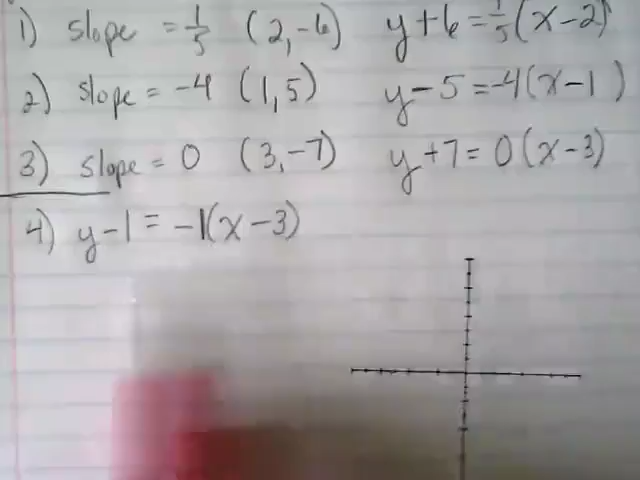 1) slope = 1/5 (2, -6) y+6 = 1/5(x-2)
2) slope = -4 (1, 5) y-5 = -4(x-1)
3) slope = 0 (3, -7) y+7 = 0(x-3)
4) y-1 = -1(x-3)